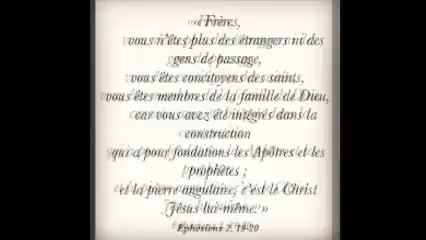 « Frères,
vous n'êtes plus des étrangers ni des
gens de passage,
vous êtes concitoyens des saints,
vous êtes membres de la famille de Dieu,
car vous avez été intégrés dans la
construction
qui a pour fondations les Apôtres et les
prophètes ;
et la pierre angulaire, c'est le Christ
Jésus lui-même. »
Éphésiens 2, 19-20